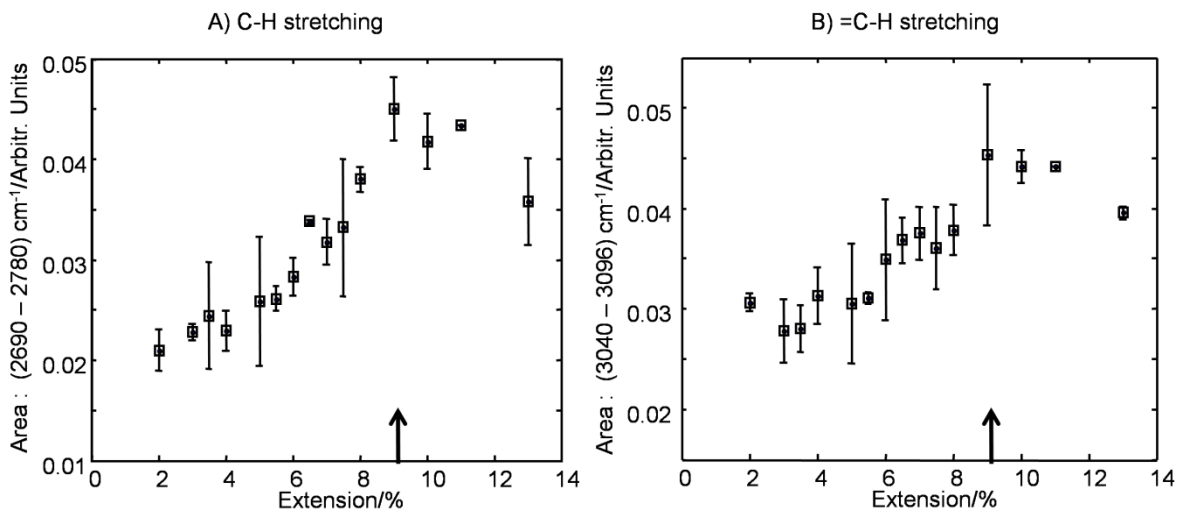 A) C-H stretching
Area : (2690 – 2780) cm⁻¹/Arbitr. Units
0.05
0.04
0.03
0.02
0.01
0 2 4 6 8 10 12 14
Extension/%
B) =C-H stretching
Area : (3040 – 3096) cm⁻¹/Arbitr. Units
0.05
0.04
0.03
0.02
0 2 4 6 8 10 12 14
Extension/%